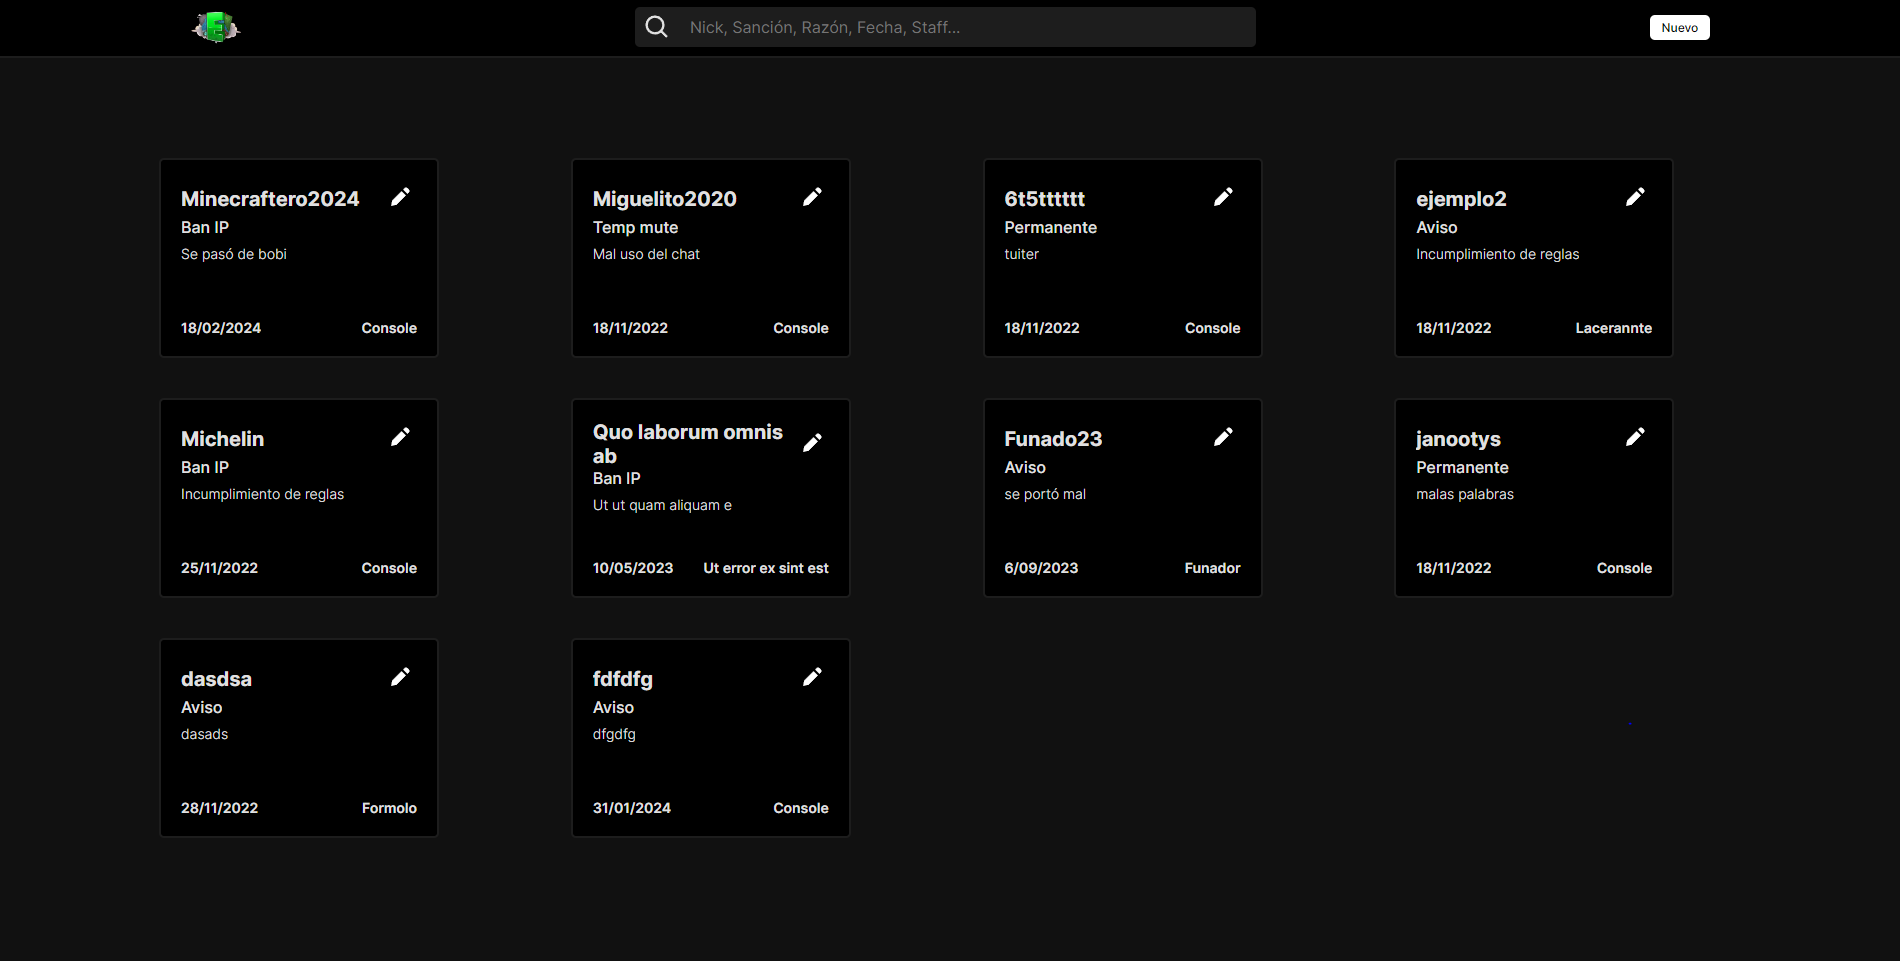 E
Nick, Sanción, Razón, Fecha, Staff...
Nuevo
Minecraftero2024
Ban IP
Se pasó de bobi
18/02/2024
Console
Miguelito2020
Temp mute
Mal uso del chat
18/11/2022
Console
6t5tttttt
Permanente
tuiter
18/11/2022
Console
ejemplo2
Aviso
Incumplimiento de reglas
18/11/2022
Lacerannte
Michelin
Ban IP
Incumplimiento de reglas
25/11/2022
Console
Quo laborum omnis
ab
Ban IP
Ut ut quam aliquam e
10/05/2023
Ut error ex sint est
Funado23
Aviso
se portó mal
6/09/2023
Funador
janootys
Permanente
malas palabras
18/11/2022
Console
dasdsa
Aviso
dasads
28/11/2022
Formolo
fdfdfg
Aviso
dfgdfg
31/01/2024
Console